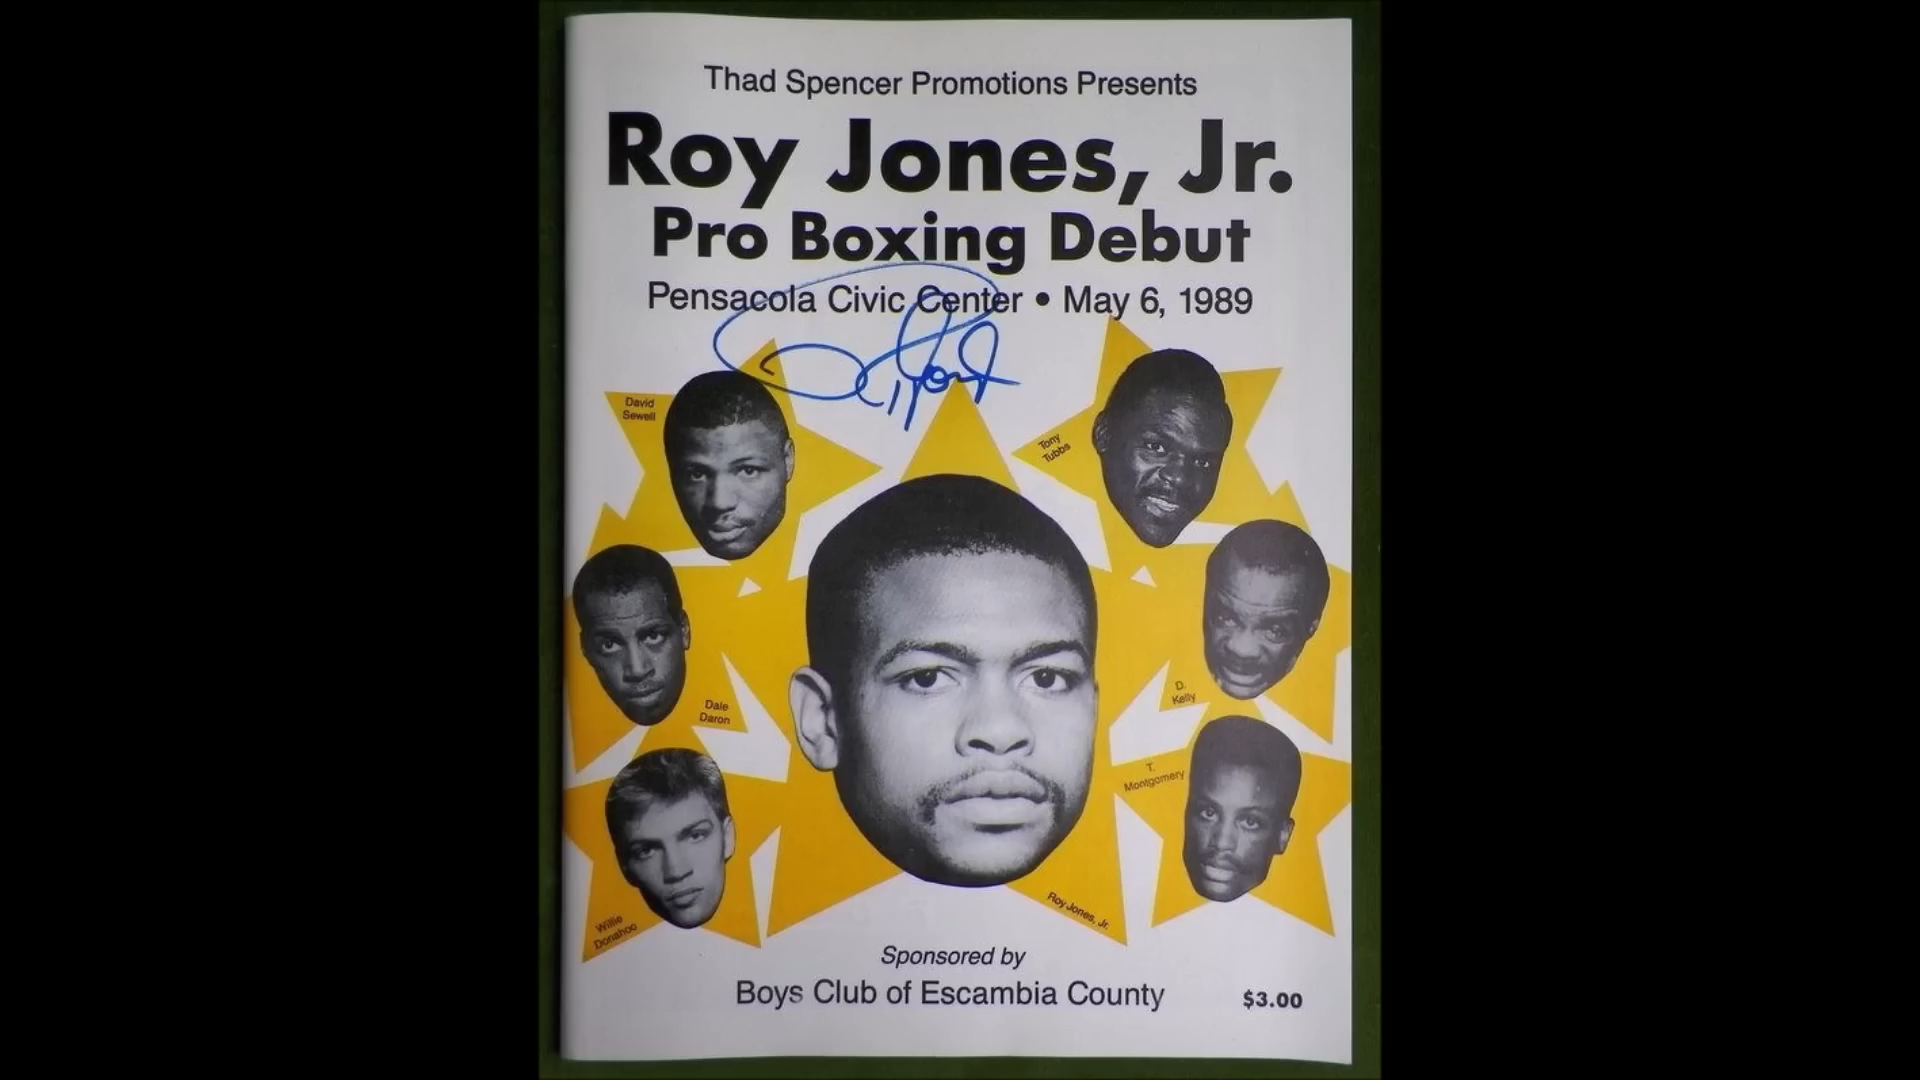 Thad Spencer Promotions Presents
Roy Jones, Jr.
Pro Boxing Debut
Pensacola Civic Center • May 6, 1989
David
Sewell
Tony
Tubbs
Dale
Daron
D.
Kelly
T.
Montgomery
Willie
Donahoo
Roy Jones, Jr.
Sponsored by
Boys Club of Escambia County
$3.00